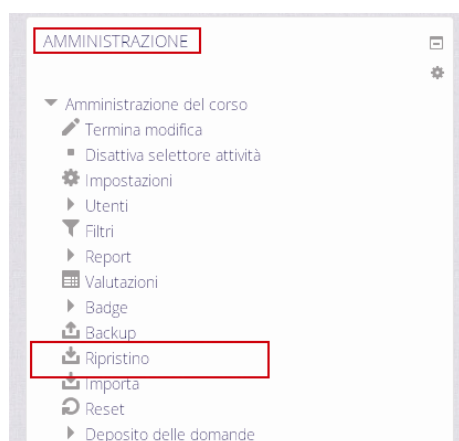 AMMINISTRAZIONE
Amministrazione del corso
Termina modifica
Disattiva selettore attività
Impostazioni
Utenti
Filtri
Report
Valutazioni
Badge
Backup
Ripristino
Importa
Reset
Deposito delle domande